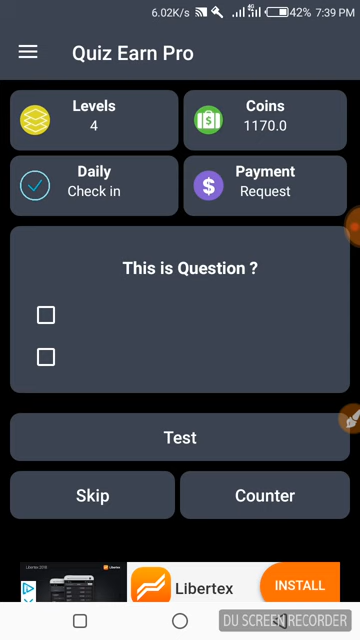 6.02K/s 4G 42% 7:39 PM
Quiz Earn Pro
Levels
4
Coins
1170.0
Daily
Check in
Payment
Request
This is Question ?
Test
Skip
Counter
Libertex
INSTALL
DU SCREEN RECORDER